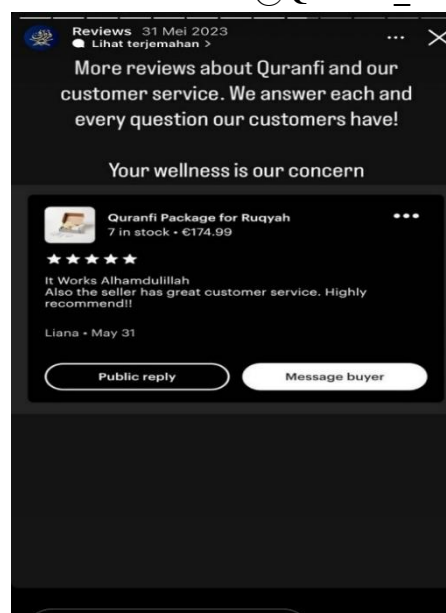 Reviews 31 Mei 2023
Lihat terjemahan >
More reviews about Quranfi and our
customer service. We answer each and
every question our customers have!
Your wellness is our concern
Quranfi Package for Ruqyah
7 in stock • €174.99
It Works Alhamdulillah
Also the seller has great customer service. Highly
recommend!!
Liana • May 31
Public reply
Message buyer